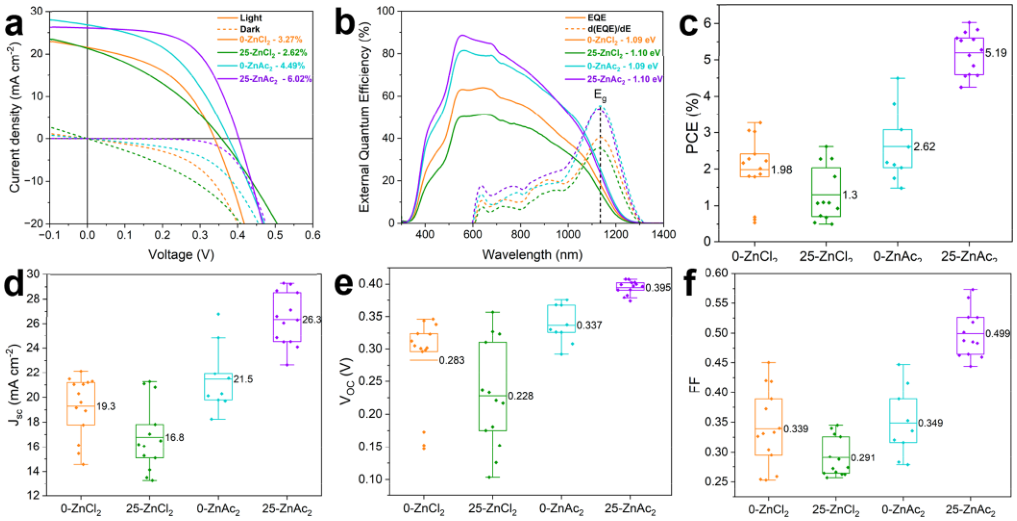 a
Light
Dark
0-ZnCl₂ - 3.27%
25-ZnCl₂ - 2.62%
0-ZnAc₂ - 4.49%
25-ZnAc₂ - 6.02%
Current density (mA cm⁻²)
30
20
10
0
−10
−20
−0.1
0.0
0.1
0.2
0.3
0.4
0.5
0.6
Voltage (V)
b
EQE
d(EQE)/dE
0-ZnCl₂ - 1.09 eV
25-ZnCl₂ - 1.10 eV
0-ZnAc₂ - 1.09 eV
25-ZnAc₂ - 1.10 eV
E_g
External Quantum Efficiency (%)
100
80
60
40
20
0
400
600
800
1000
1200
1400
Wavelength (nm)
c
PCE (%)
6
5
4
3
2
1
0
1.98
1.3
2.62
5.19
0-ZnCl₂
25-ZnCl₂
0-ZnAc₂
25-ZnAc₂
d
J_sc (mA cm⁻²)
30
28
26
24
22
20
18
16
14
12
19.3
16.8
21.5
26.3
0-ZnCl₂
25-ZnCl₂
0-ZnAc₂
25-ZnAc₂
e
V_OC (V)
0.40
0.35
0.30
0.25
0.20
0.15
0.10
0.283
0.228
0.337
0.395
0-ZnCl₂
25-ZnCl₂
0-ZnAc₂
25-ZnAc₂
f
FF
0.60
0.55
0.50
0.45
0.40
0.35
0.30
0.25
0.339
0.291
0.349
0.499
0-ZnCl₂
25-ZnCl₂
0-ZnAc₂
25-ZnAc₂